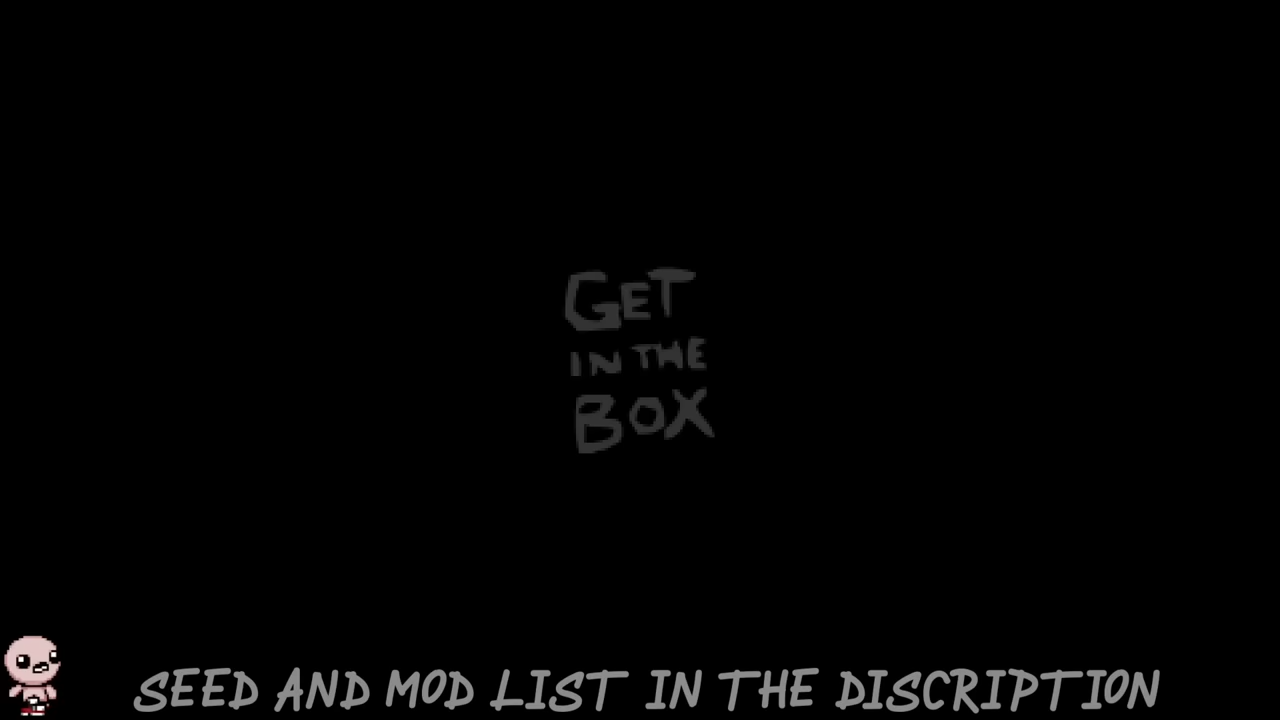 GET
IN THE
BOX
SEED AND MOD LIST IN THE DISCRIPTION